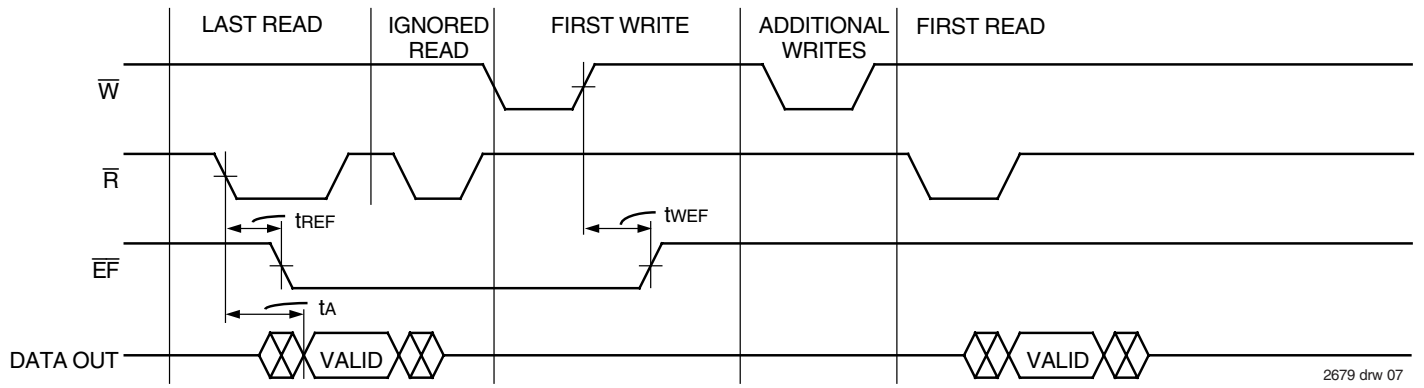 LAST READ
IGNORED READ
FIRST WRITE
ADDITIONAL WRITES
FIRST READ
W̅
R̅
tREF
tWEF
E̅F̅
tA
DATA OUT
VALID
VALID
2679 drw 07